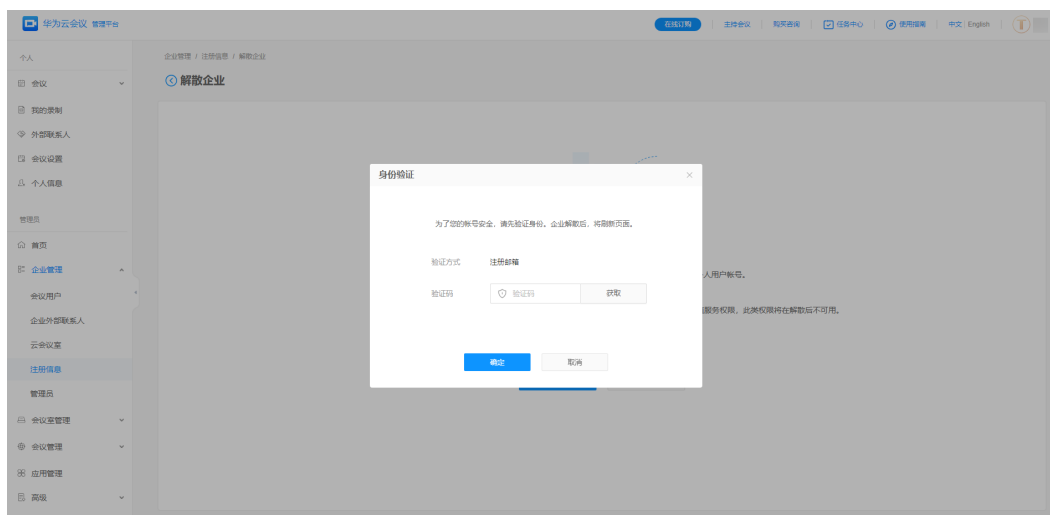 华为云会议 管理平台
在线订购 主持会议 购买咨询 任务中心 使用指南 中文 English
个人
会议
我的录制
外部联系人
会议设置
个人信息
管理员
首页
企业管理
会议用户
企业外部联系人
云会议室
注册信息
管理员
会议室管理
会议管理
应用管理
高级
企业管理 / 注册信息 / 解散企业
解散企业
身份验证
为了您的帐号安全，请先验证身份。企业解散后，将刷新页面。
验证方式 注册邮箱
验证码 验证码 获取
确定 取消
人用户帐号。
服务权限，此类权限将在解散后不可用。